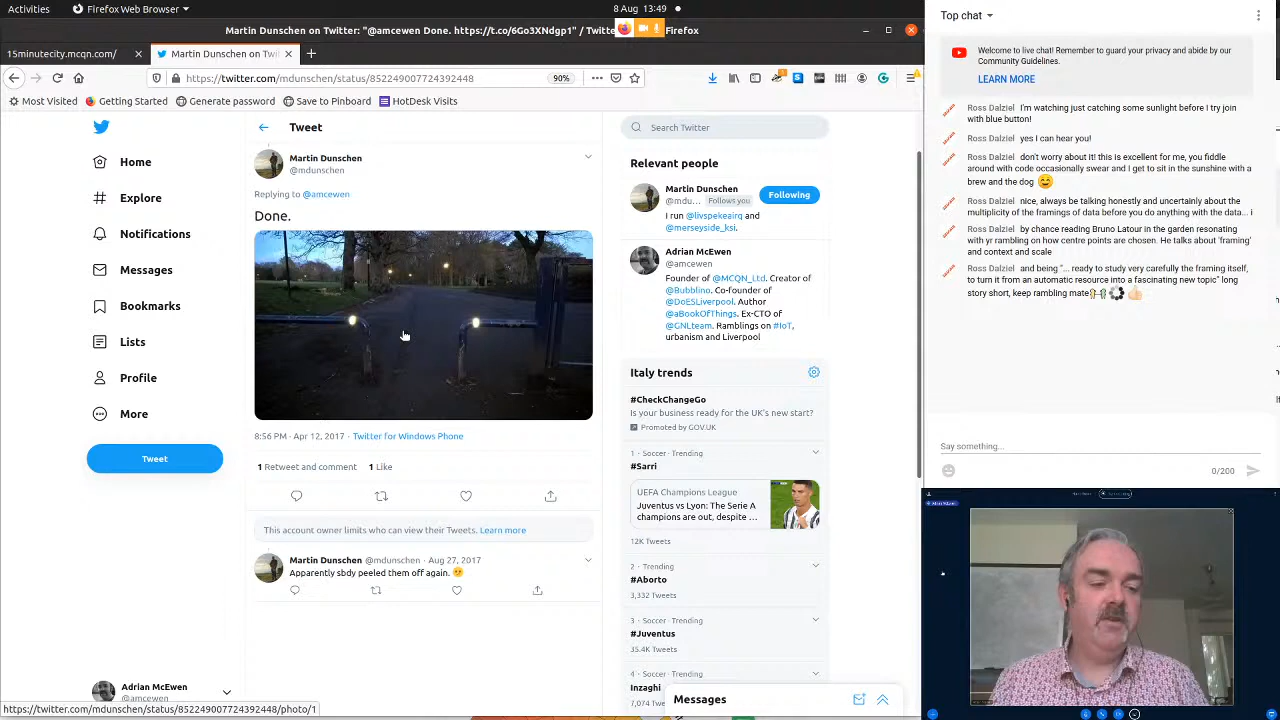 Activities
Firefox Web Browser
8 Aug 13:49
Martin Dunschen on Twitter: "@amcewen Done. https://t.co/6Go3XNdgp1" / Twitte
Firefox
15minutecity.mcqn.com/
Martin Dunschen on Twi
https://twitter.com/mdunschen/status/852249007724392448
90%
Most Visited
Getting Started
Generate password
Save to Pinboard
HotDesk Visits
Home
Explore
Notifications
Messages
Bookmarks
Lists
Profile
More
Tweet
Adrian McEwen
@amcewen
https://twitter.com/mdunschen/status/852249007724392448/photo/1
Tweet
Martin Dunschen
@mdunschen
Replying to @amcewen
Done.
8:56 PM · Apr 12, 2017 · Twitter for Windows Phone
1 Retweet and comment 1 Like
This account owner limits who can view their Tweets. Learn more
Martin Dunschen @mdunschen · Aug 27, 2017
Apparently sbdy peeled them off again. 😕
Search Twitter
Relevant people
Martin Dunschen
@mdu... Follows you
Following
I run @livspekeairq and
@merseyside_ksi.
Adrian McEwen
@amcewen
Founder of @MCQN_Ltd. Creator of
@Bubblino. Co-founder of
@DoESLiverpool. Author
@aBookOfThings. Ex-CTO of
@GNLteam. Ramblings on #IoT,
urbanism and Liverpool
Italy trends
#CheckChangeGo
Is your business ready for the UK's new start?
Promoted by GOV.UK
1 · Soccer · Trending
#Sarri
UEFA Champions League
Juventus vs Lyon: The Serie A
champions are out, despite ...
12K Tweets
2 · Trending
#Aborto
3,332 Tweets
3 · Soccer · Trending
#Juventus
35.4K Tweets
4 · Soccer · Trending
Inzaghi
7,074 Twee
Messages
Top chat
Welcome to live chat! Remember to guard your privacy and abide by our
Community Guidelines.
LEARN MORE
Ross Dalziel I'm watching just catching some sunlight before I try join
with blue button!
Ross Dalziel yes I can hear you!
Ross Dalziel don't worry about it! this is excellent for me, you fiddle
around with code occasionally swear and I get to sit in the sunshine with a
brew and the dog 😊
Ross Dalziel nice, always be talking honestly and uncertainly about the
multiplicity of the framings of data before you do anything with the data... i
Ross Dalziel by chance reading Bruno Latour in the garden resonating
with yr rambling on how centre points are chosen. He talks about 'framing'
and context and scale
Ross Dalziel and being "... ready to study very carefully the framing itself,
to turn it from an automatic resource into a fascinating new topic" long
story short, keep rambling mate
Say something...
0/200